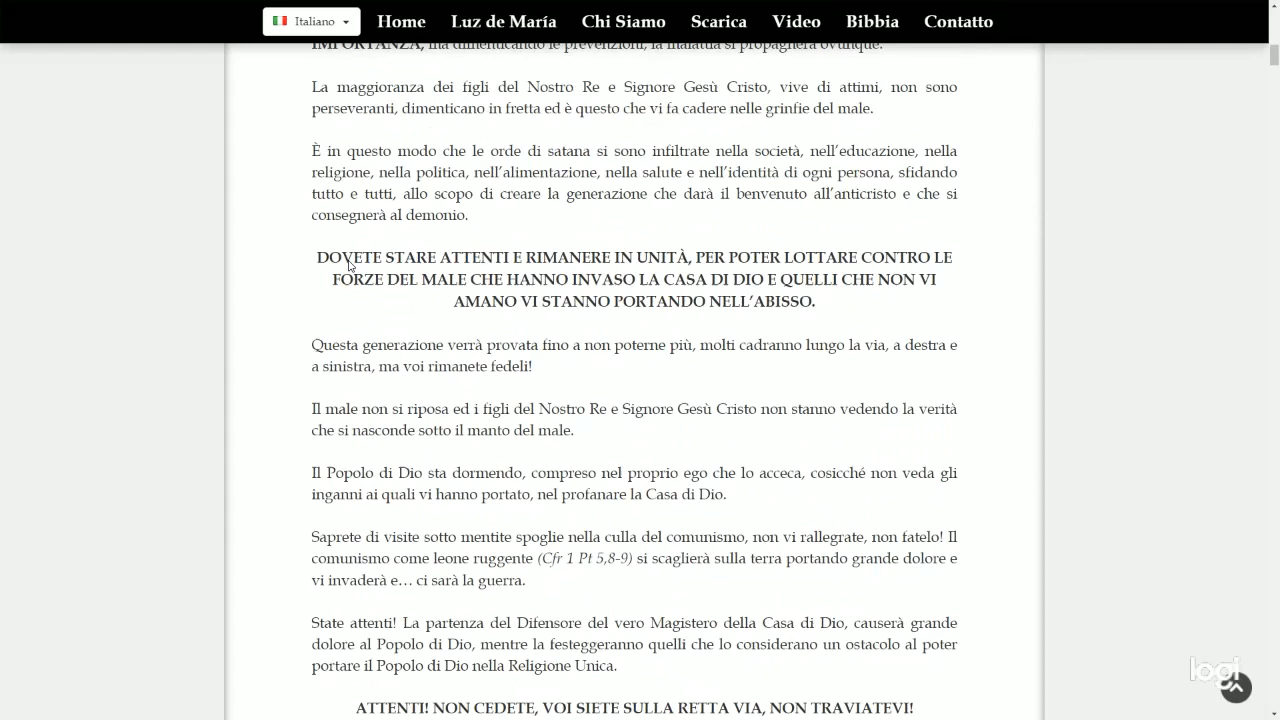 Italiano
Home Luz de María Chi Siamo Scarica Video Bibbia Contatto
IMPORTANZA, ma dimenticando le prevenzioni, la malattia si propagherà ovunque.
La maggioranza dei figli del Nostro Re e Signore Gesù Cristo, vive di attimi, non sono
perseveranti, dimenticano in fretta ed è questo che vi fa cadere nelle grinfie del male.
È in questo modo che le orde di satana si sono infiltrate nella società, nell’educazione, nella
religione, nella politica, nell’alimentazione, nella salute e nell’identità di ogni persona, sfidando
tutto e tutti, allo scopo di creare la generazione che darà il benvenuto all’anticristo e che si
consegnerà al demonio.
DOVETE STARE ATTENTI E RIMANERE IN UNITÀ, PER POTER LOTTARE CONTRO LE
FORZE DEL MALE CHE HANNO INVASO LA CASA DI DIO E QUELLI CHE NON VI
AMANO VI STANNO PORTANDO NELL’ABISSO.
Questa generazione verrà provata fino a non poterne più, molti cadranno lungo la via, a destra e
a sinistra, ma voi rimanete fedeli!
Il male non si riposa ed i figli del Nostro Re e Signore Gesù Cristo non stanno vedendo la verità
che si nasconde sotto il manto del male.
Il Popolo di Dio sta dormendo, compreso nel proprio ego che lo acceca, cosicché non veda gli
inganni ai quali vi hanno portato, nel profanare la Casa di Dio.
Saprete di visite sotto mentite spoglie nella culla del comunismo, non vi rallegrate, non fatelo! Il
comunismo come leone ruggente (Cfr 1 Pt 5,8-9) si scaglierà sulla terra portando grande dolore e
vi invaderà e… ci sarà la guerra.
State attenti! La partenza del Difensore del vero Magistero della Casa di Dio, causerà grande
dolore al Popolo di Dio, mentre la festeggeranno quelli che lo considerano un ostacolo al poter
portare il Popolo di Dio nella Religione Unica.
ATTENTI! NON CEDETE, VOI SIETE SULLA RETTA VIA, NON TRAVIATEVI!
logi